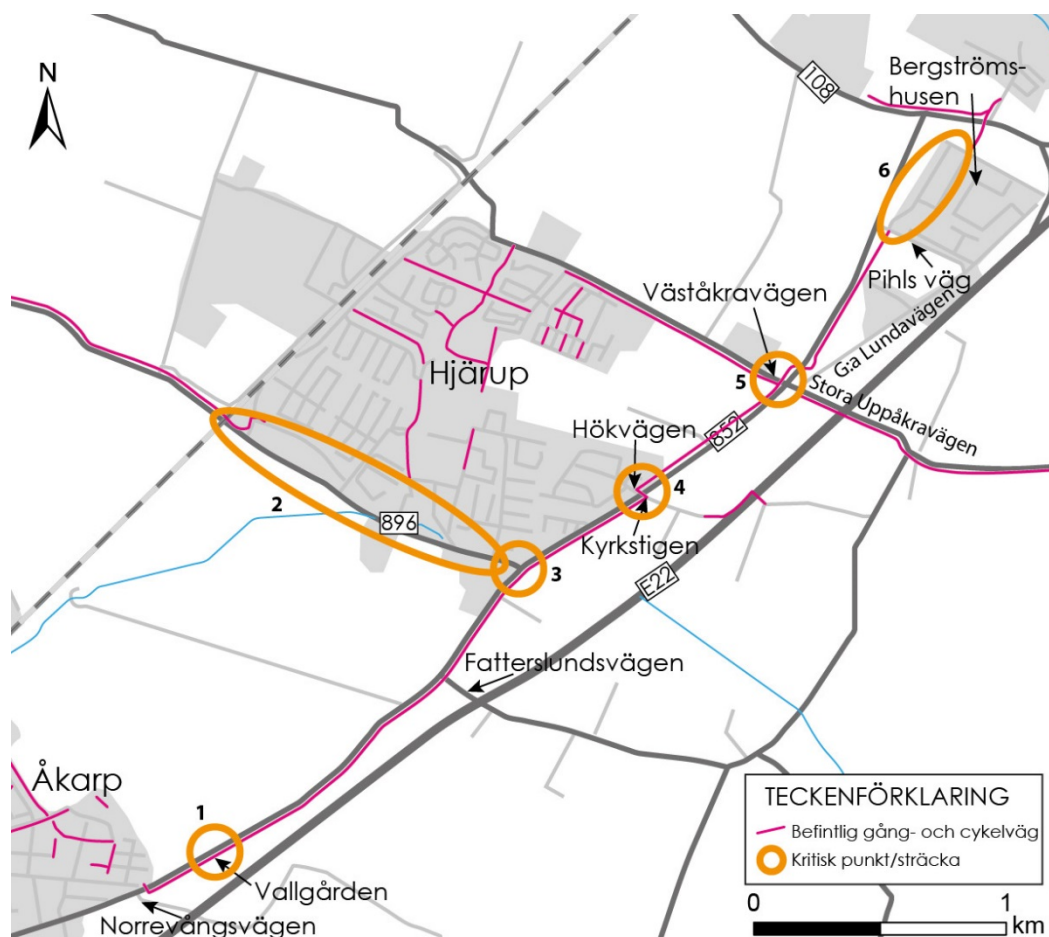 N
108
Bergströms-
husen
6
Pihls väg
Väståkravägen
G:a Lundavägen
5
Stora Uppåkravägen
Hjärup
852
Hökvägen
4
Kyrkstigen
2
896
3
E22
Fatterslundsvägen
Åkarp
1
Vallgården
Norrevångsvägen
TECKENFÖRKLARING
Befintlig gång- och cykelväg
Kritisk punkt/sträcka
0 1
km